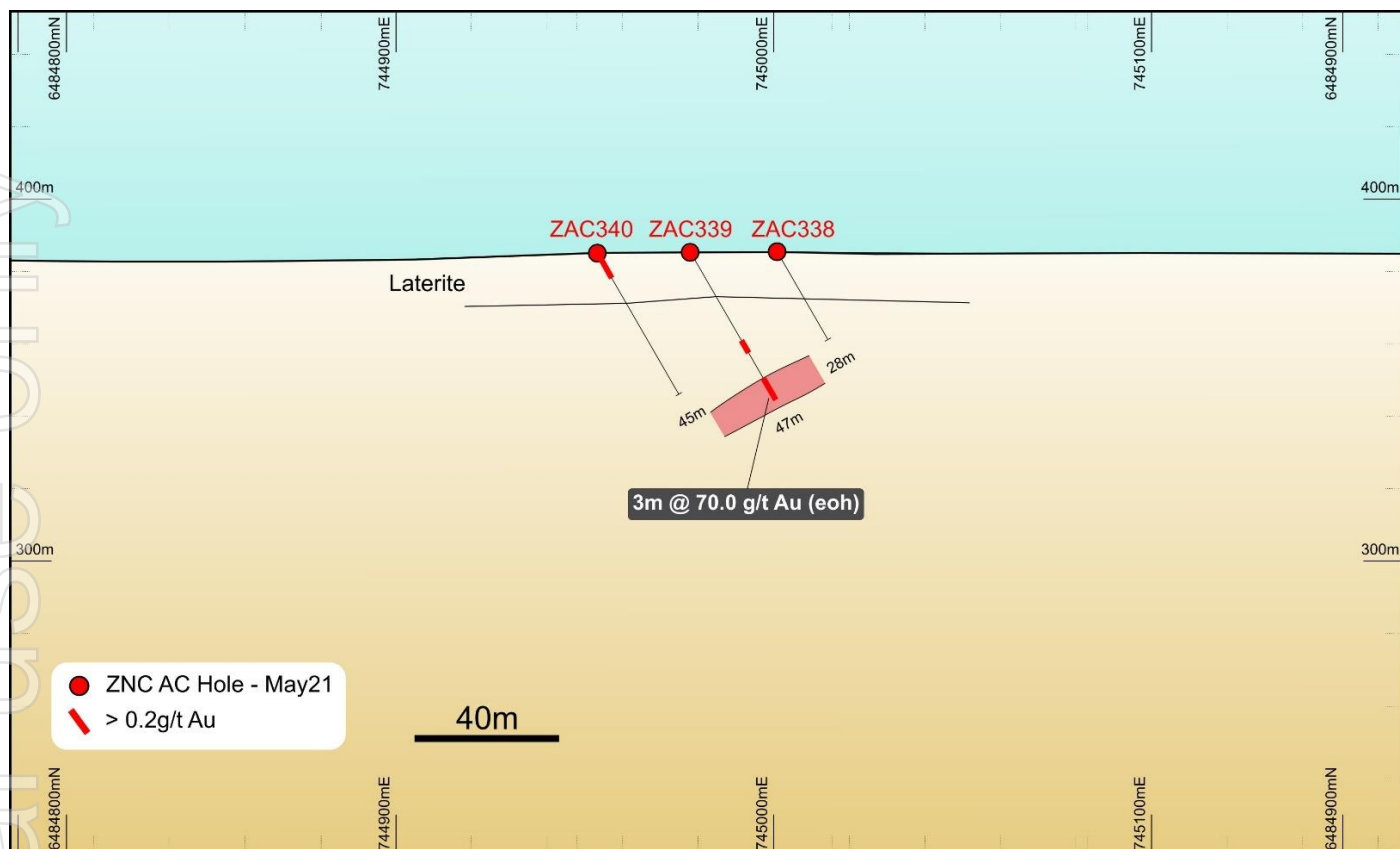 6484800mN
744900mE
745000mE
745100mE
6484900mN
400m
400m
ZAC340
ZAC339
ZAC338
Laterite
28m
45m
47m
3m @ 70.0 g/t Au (eoh)
300m
300m
ZNC AC Hole - May21
> 0.2g/t Au
40m
6484800mN
744900mE
745000mE
745100mE
6484900mN